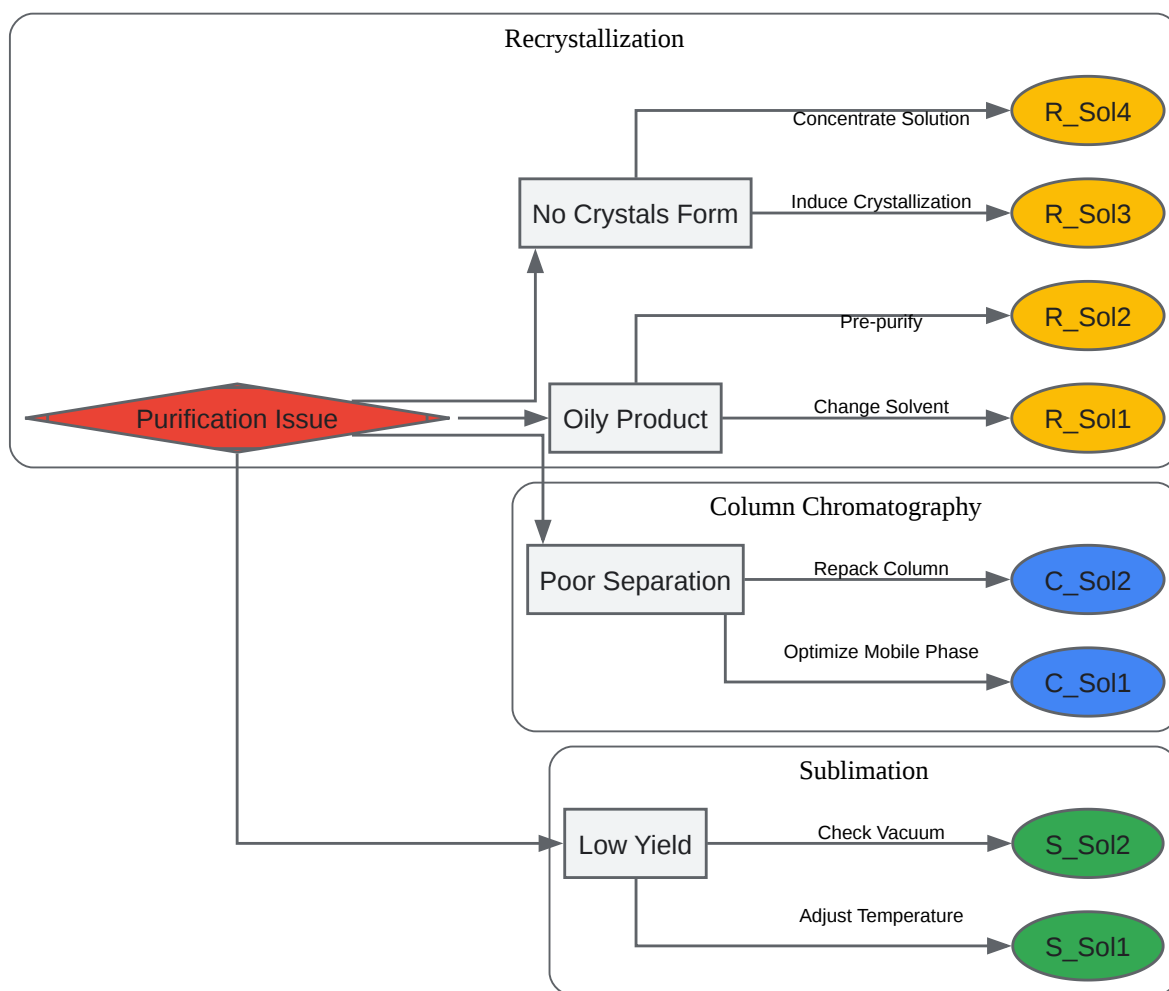 Recrystallization
Concentrate Solution
R_Sol4
No Crystals Form
Induce Crystallization
R_Sol3
Pre-purify
R_Sol2
Purification Issue
Oily Product
Change Solvent
R_Sol1
Column Chromatography
Poor Separation
Repack Column
C_Sol2
Optimize Mobile Phase
C_Sol1
Sublimation
Low Yield
Check Vacuum
S_Sol2
Adjust Temperature
S_Sol1